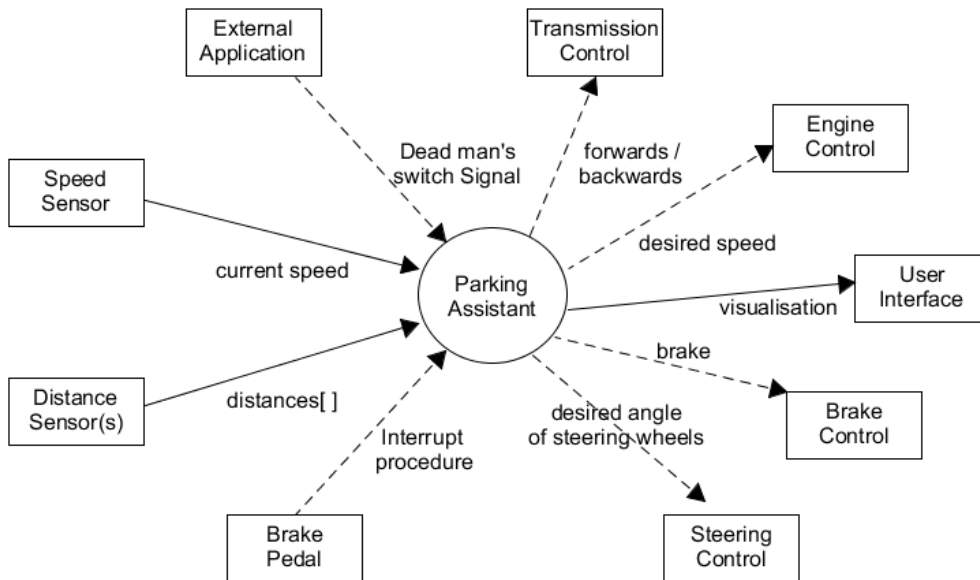 External
Application
Transmission
Control
Engine
Control
Dead man's
switch Signal
forwards /
backwards
Speed
Sensor
desired speed
current speed
Parking
Assistant
User
Interface
visualisation
brake
Distance
Sensor(s)
distances[ ]
desired angle
of steering wheels
Brake
Control
Interrupt
procedure
Brake
Pedal
Steering
Control